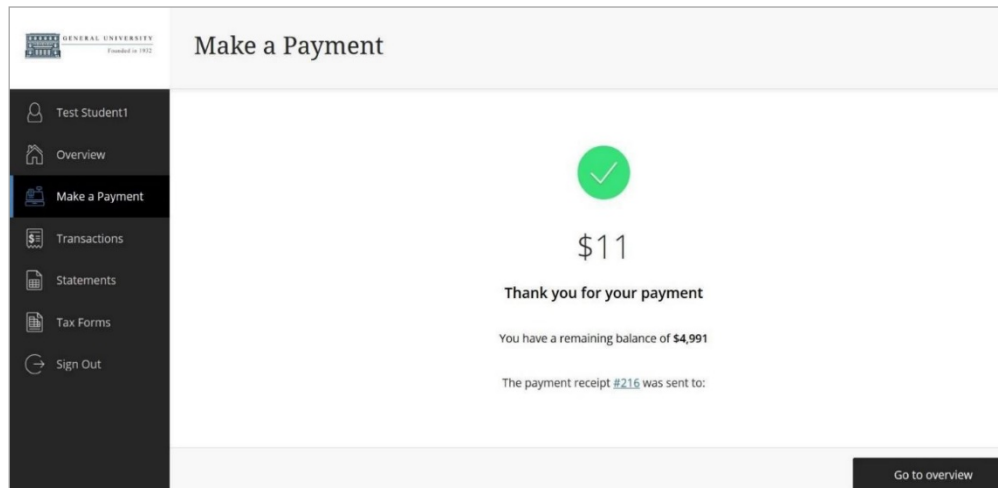 GENERAL UNIVERSITY
Founded in 1932
Make a Payment
Test Student1
Overview
Make a Payment
Transactions
Statements
Tax Forms
Sign Out
$11
Thank you for your payment
You have a remaining balance of $4,991
The payment receipt #216 was sent to:
Go to overview